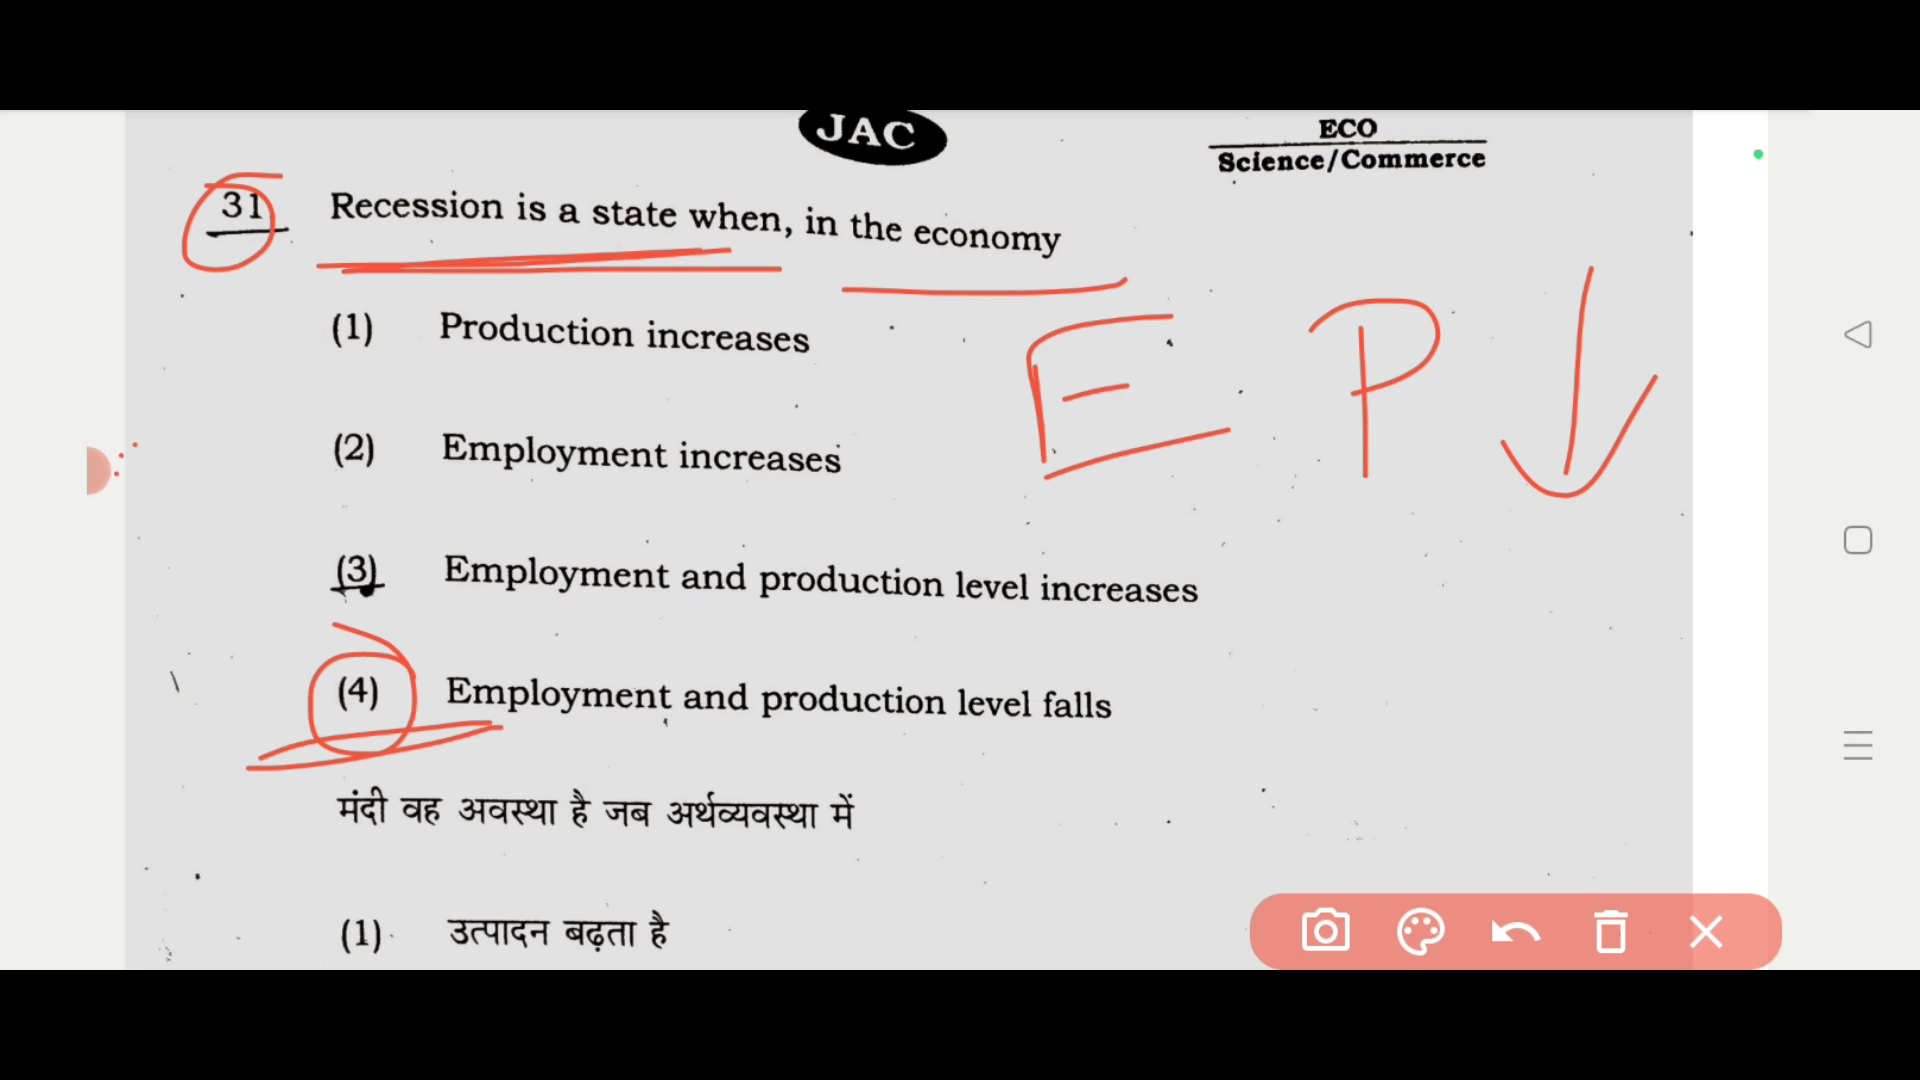 JAC
ECO
Science/Commerce
31 Recession is a state when, in the economy
(1) Production increases
E P
(2) Employment increases
(3) Employment and production level increases
(4) Employment and production level falls
मंदी वह अवस्था है जब अर्थव्यवस्था में
(1) उत्पादन बढ़ता है